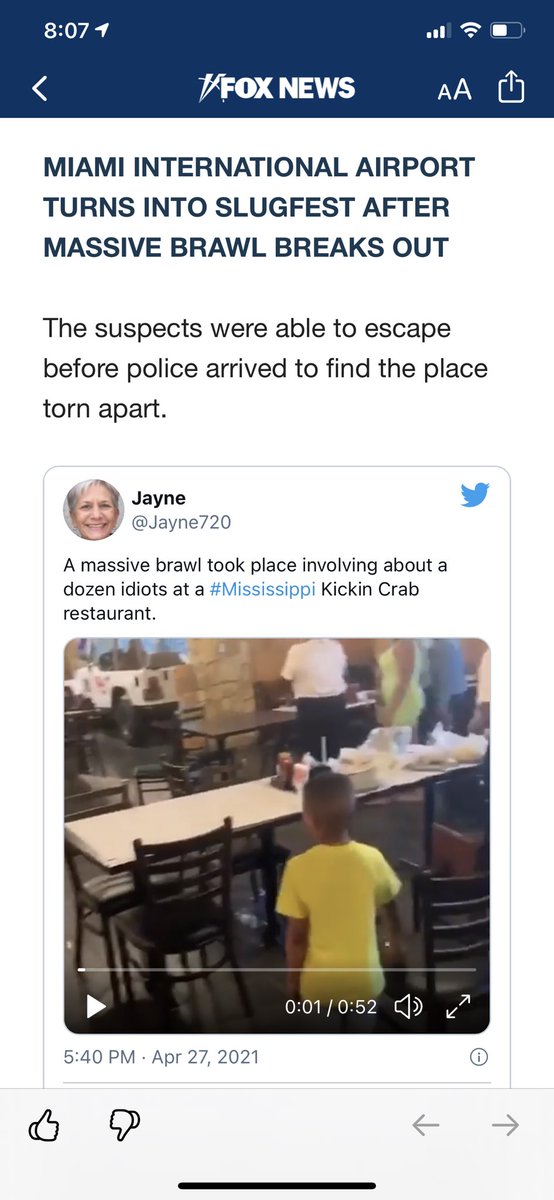 8:07
FOX NEWS
AA
MIAMI INTERNATIONAL AIRPORT
TURNS INTO SLUGFEST AFTER
MASSIVE BRAWL BREAKS OUT
The suspects were able to escape
before police arrived to find the place
torn apart.
Jayne
@Jayne720
A massive brawl took place involving about a
dozen idiots at a #Mississippi Kickin Crab
restaurant.
0:01 / 0:52
5:40 PM · Apr 27, 2021